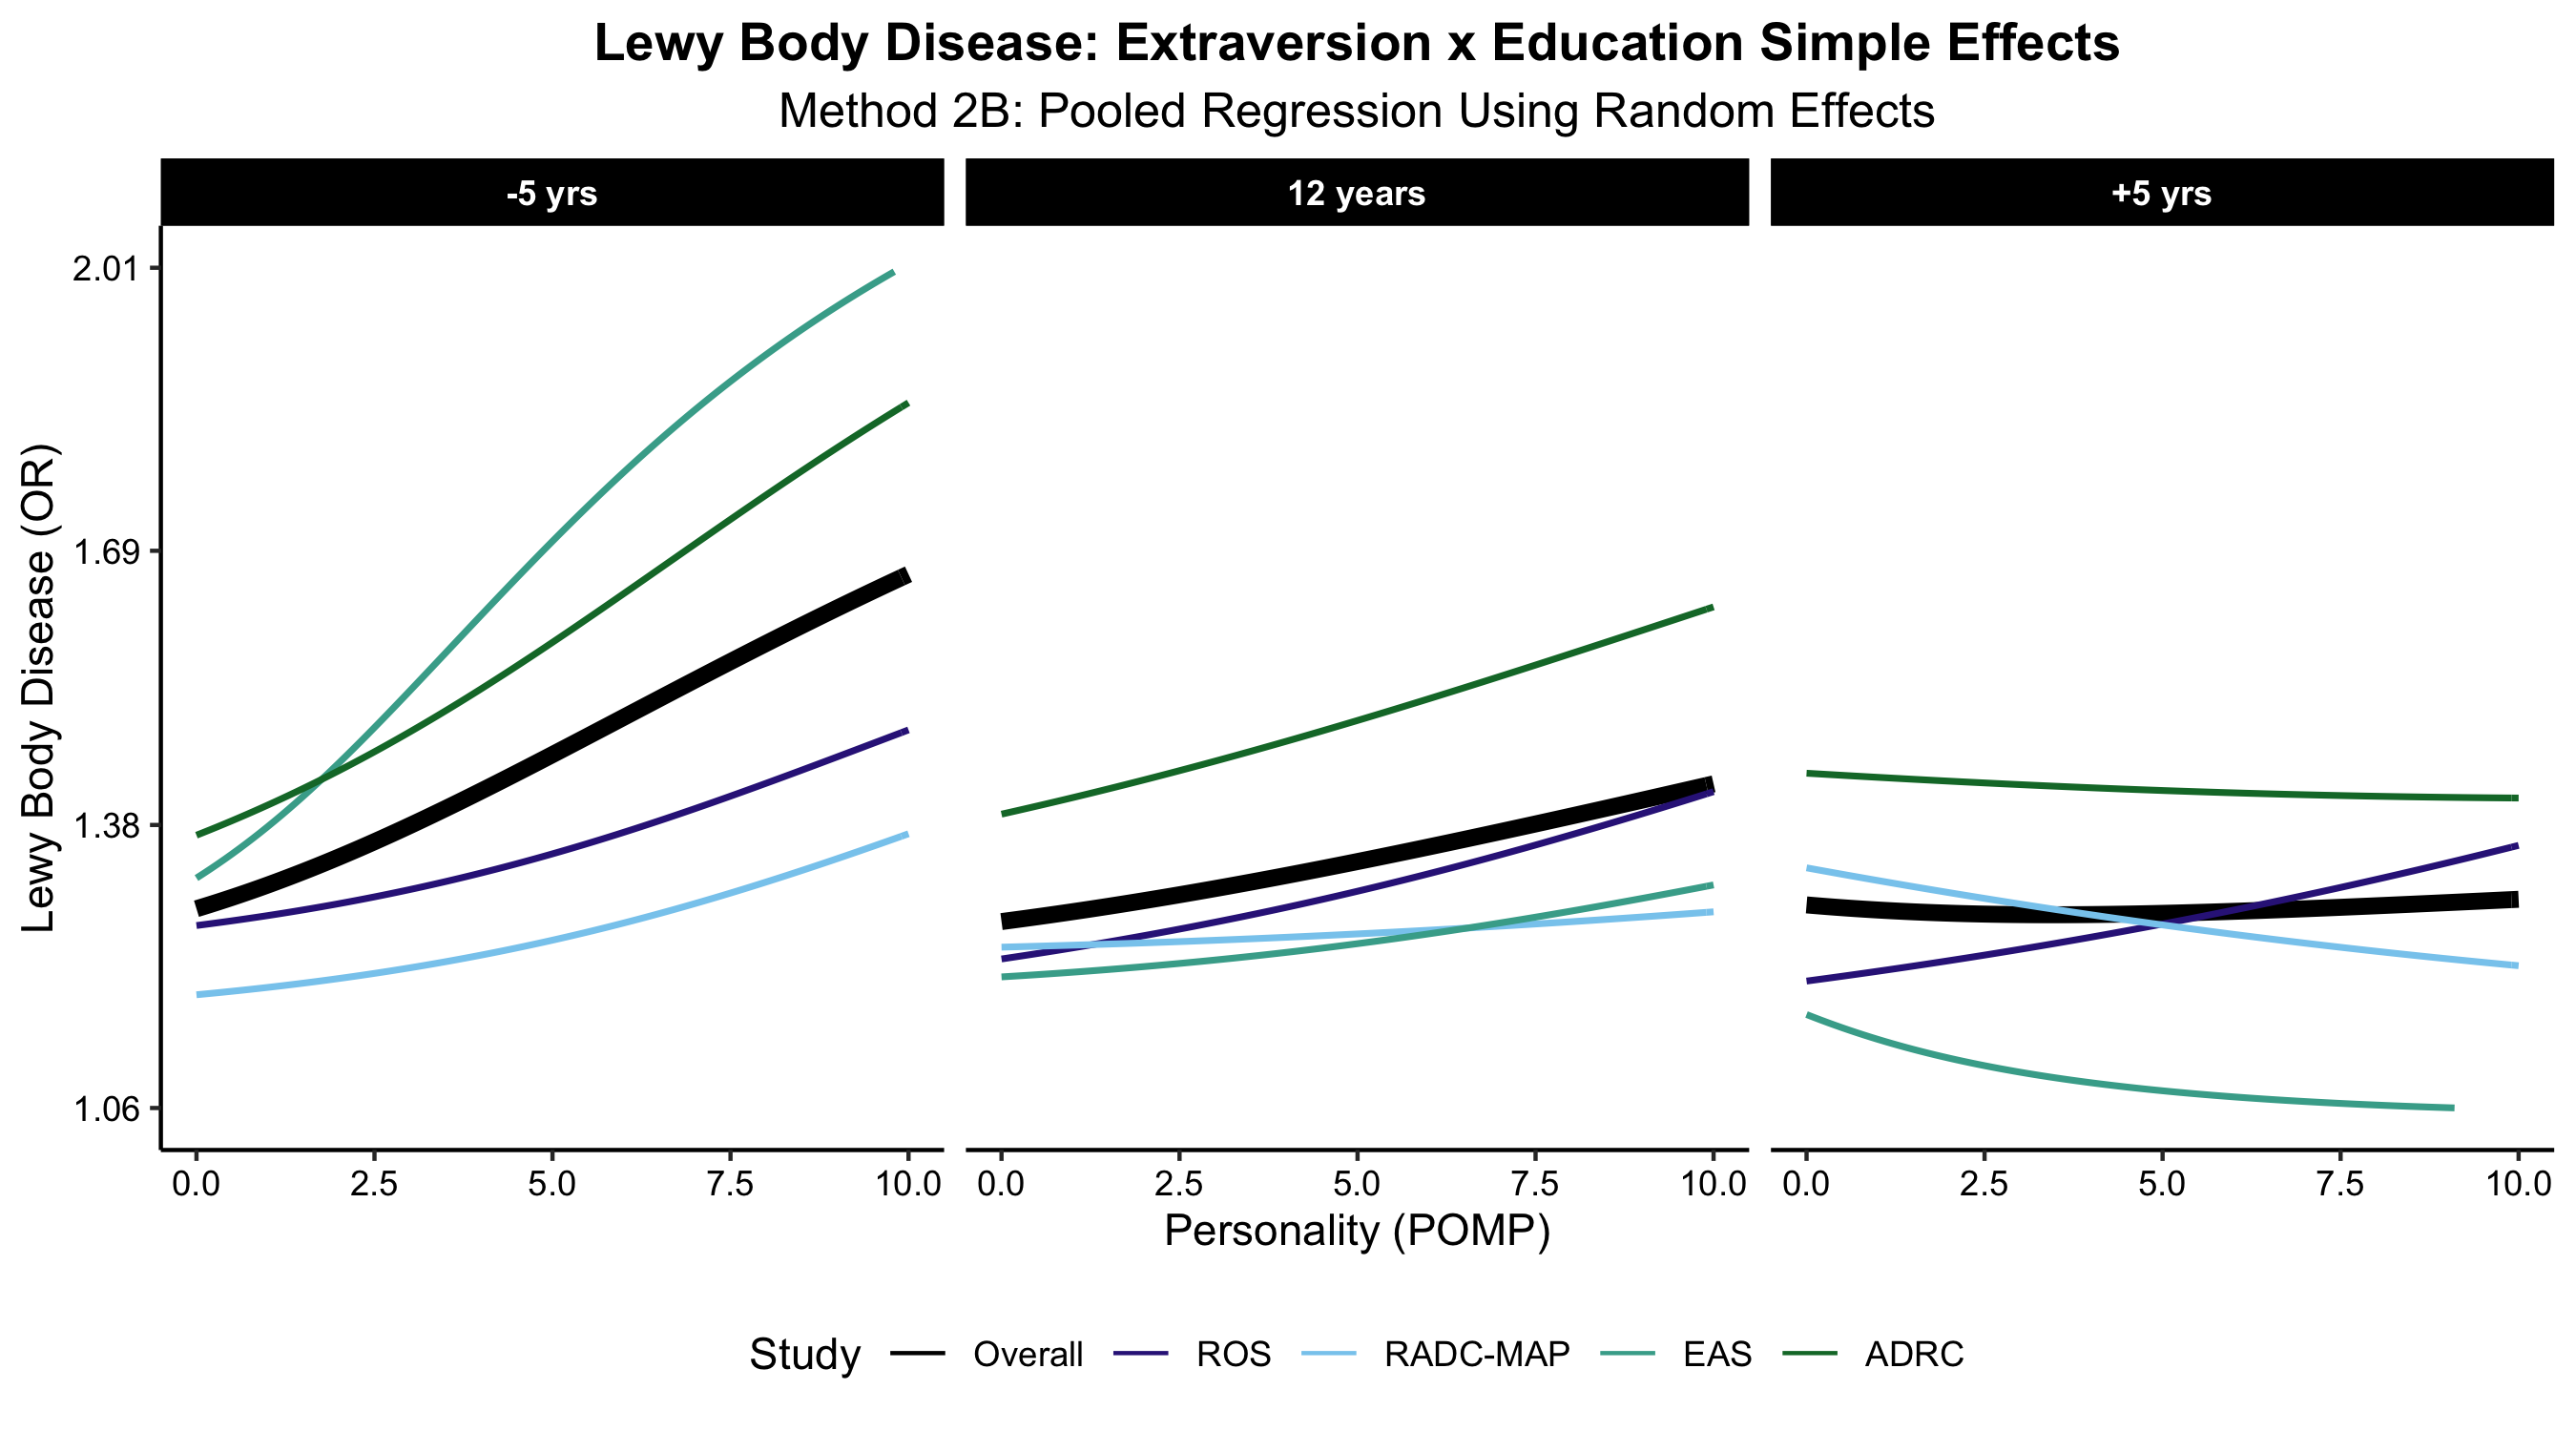 Lewy Body Disease: Extraversion x Education Simple Effects
Method 2B: Pooled Regression Using Random Effects
-5 yrs 12 years +5 yrs
Lewy Body Disease (OR)
2.01
1.69
1.38
1.06
0.0 2.5 5.0 7.5 10.0 0.0 2.5 5.0 7.5 10.0 0.0 2.5 5.0 7.5 10.0
Personality (POMP)
Study Overall ROS RADC-MAP EAS ADRC